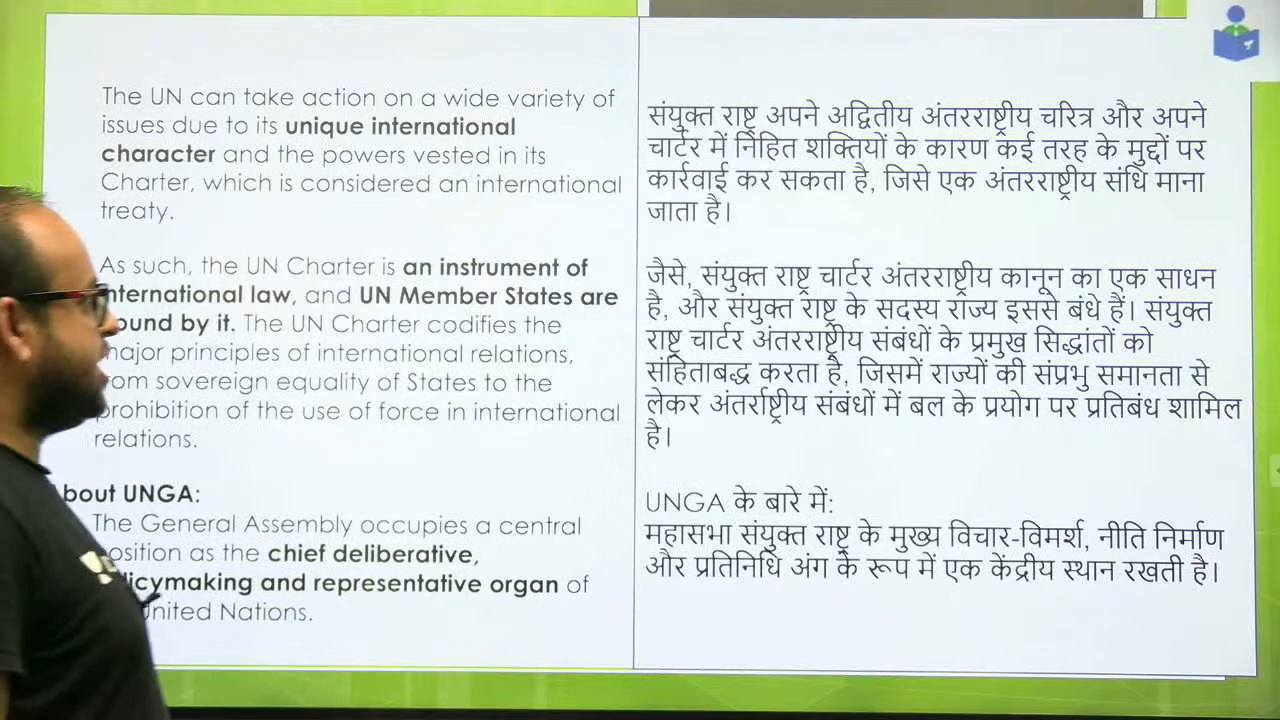 The UN can take action on a wide variety of
issues due to its unique international
character and the powers vested in its
Charter, which is considered an international
treaty.
As such, the UN Charter is an instrument of
nternational law, and UN Member States are
ound by it. The UN Charter codifies the
major principles of international relations,
rom sovereign equality of States to the
prohibition of the use of force in international
relations.
bout UNGA:
The General Assembly occupies a central
osition as the chief deliberative,
licymaking and representative organ of
United Nations.
संयुक्त राष्ट्र अपने अद्वितीय अंतरराष्ट्रीय चरित्र और अपने
चार्टर में निहित शक्तियों के कारण कई तरह के मुद्दों पर
कार्रवाई कर सकता है, जिसे एक अंतरराष्ट्रीय संधि माना
जाता है।
जैसे, संयुक्त राष्ट्र चार्टर अंतरराष्ट्रीय कानून का एक साधन
है, और संयुक्त राष्ट्र के सदस्य राज्य इससे बंधे हैं। संयुक्त
राष्ट्र चार्टर अंतरराष्ट्रीय संबंधों के प्रमुख सिद्धांतों को
संहिताबद्ध करता है, जिसमें राज्यों की संप्रभु समानता से
लेकर अंतर्राष्ट्रीय संबंधों में बल के प्रयोग पर प्रतिबंध शामिल
है।
UNGA के बारे में:
महासभा संयुक्त राष्ट्र के मुख्य विचार-विमर्श, नीति निर्माण
और प्रतिनिधि अंग के रूप में एक केंद्रीय स्थान रखती है।